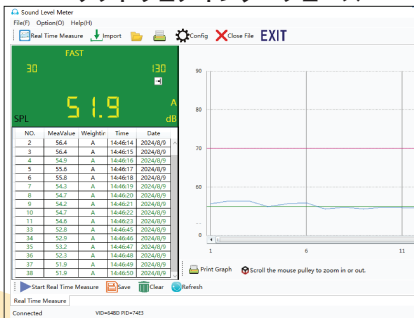 Sound Level Meter
File(F) Option(O) Help(H)
Real Time Measure Import Config Close File EXIT
FAST
30 130
51.9
A
SPL dB
NO. MeaValue Weightir Time Date
2 56.4 A 14:46:14 2024/8/9
3 56.4 A 14:46:15 2024/8/9
4 54.9 A 14:46:16 2024/8/9
5 55.6 A 14:46:17 2024/8/9
6 55.8 A 14:46:18 2024/8/9
7 54.3 A 14:46:19 2024/8/9
8 54.7 A 14:46:20 2024/8/9
9 54.2 A 14:46:21 2024/8/9
10 54.7 A 14:46:22 2024/8/9
11 54.6 A 14:46:23 2024/8/9
33 52.8 A 14:46:45 2024/8/9
34 52.9 A 14:46:46 2024/8/9
35 53.2 A 14:46:47 2024/8/9
36 52.3 A 14:46:48 2024/8/9
37 51.9 A 14:46:49 2024/8/9
38 51.9 A 14:46:50 2024/8/9
90
80
70
60
0
1 6 11
Print Graph Scroll the mouse pulley to zoom in or out.
Start Real Time Measure Save Clear Refresh
Real Time Measure
Connected VID=64BD PID=74E3